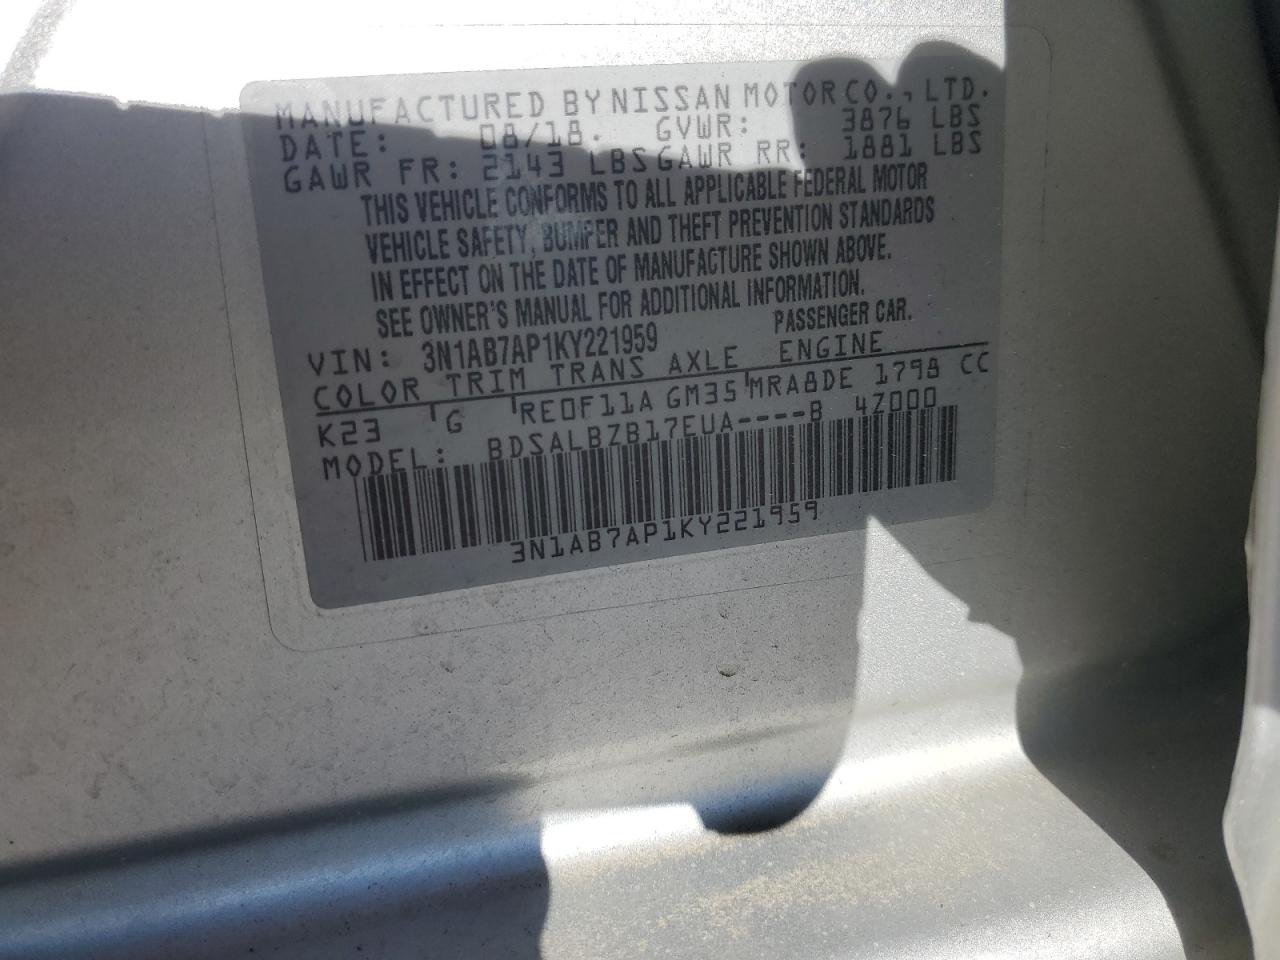 MANUFACTURED BY NISSAN MOTOR CO., LTD.
DATE: 08/18. GVWR: 3876 LBS
GAWR FR: 2143 LBS GAWR RR: 1881 LBS
THIS VEHICLE CONFORMS TO ALL APPLICABLE FEDERAL MOTOR
VEHICLE SAFETY, BUMPER AND THEFT PREVENTION STANDARDS
IN EFFECT ON THE DATE OF MANUFACTURE SHOWN ABOVE.
SEE OWNER'S MANUAL FOR ADDITIONAL INFORMATION.
VIN: 3N1AB7AP1KY221959 PASSENGER CAR.
COLOR TRIM TRANS AXLE ENGINE
K23 G RE0F11A GM35 MRA8DE 1798 CC
MODEL: BDSALBZB17EUA----B 4Z000
3N1AB7AP1KY221959